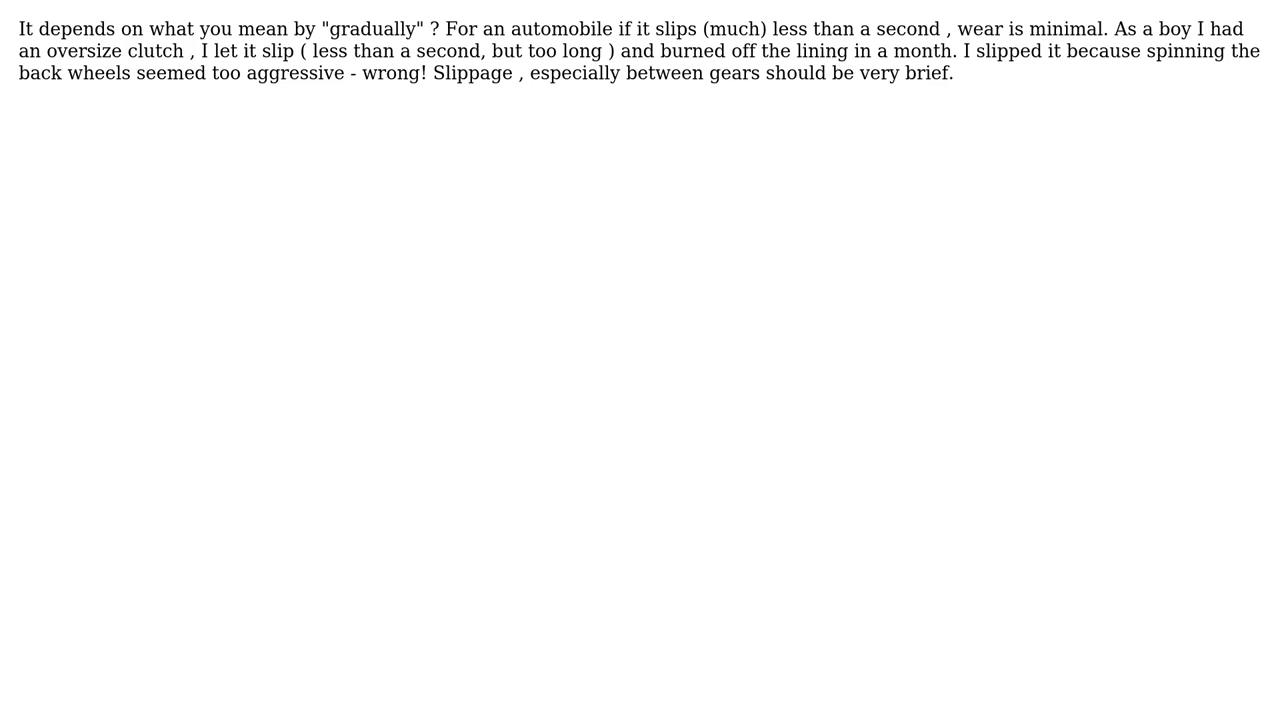 It depends on what you mean by "gradually" ? For an automobile if it slips (much) less than a second , wear is minimal. As a boy I had
an oversize clutch , I let it slip ( less than a second, but too long ) and burned off the lining in a month. I slipped it because spinning the
back wheels seemed too aggressive - wrong! Slippage , especially between gears should be very brief.